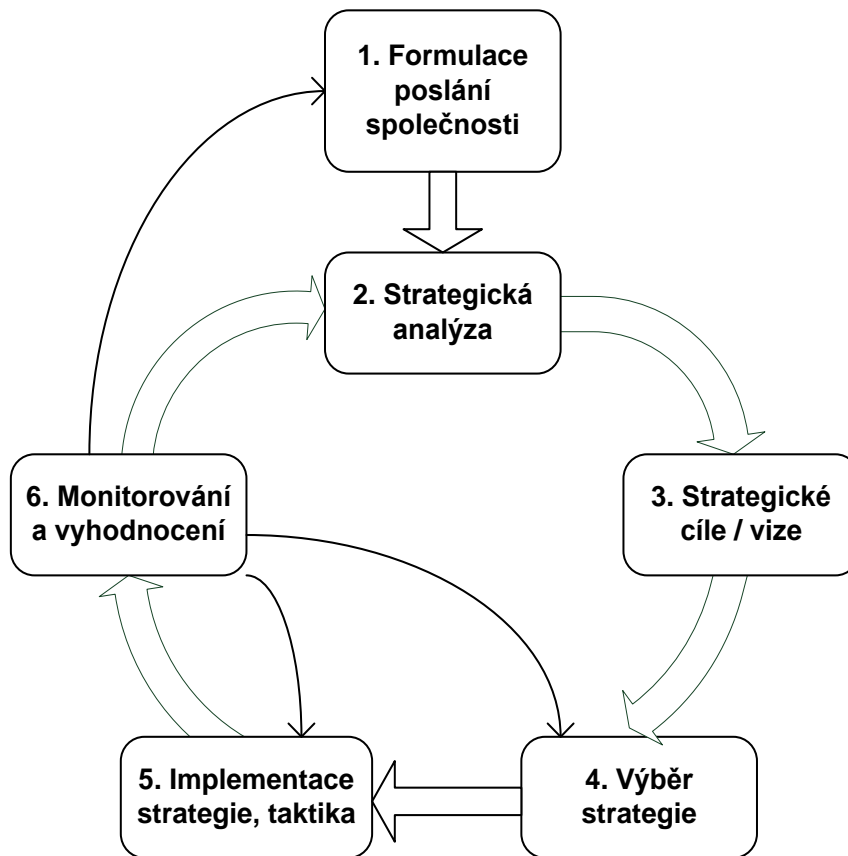 1. Formulace
poslání
společnosti
2. Strategická
analýza
3. Strategické
cíle / vize
4. Výběr
strategie
5. Implementace
strategie, taktika
6. Monitorování
a vyhodnocení